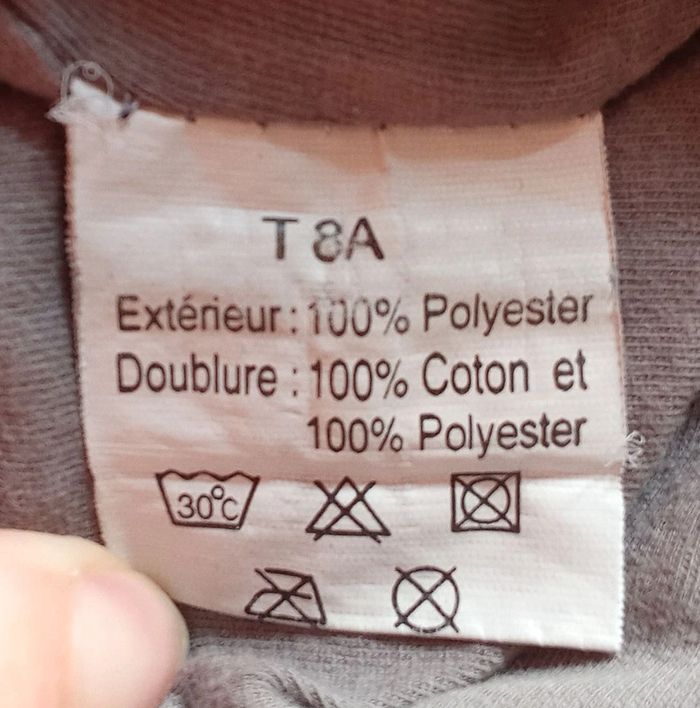 T 8A
Extérieur : 100% Polyester
Doublure : 100% Coton et
100% Polyester
30°C